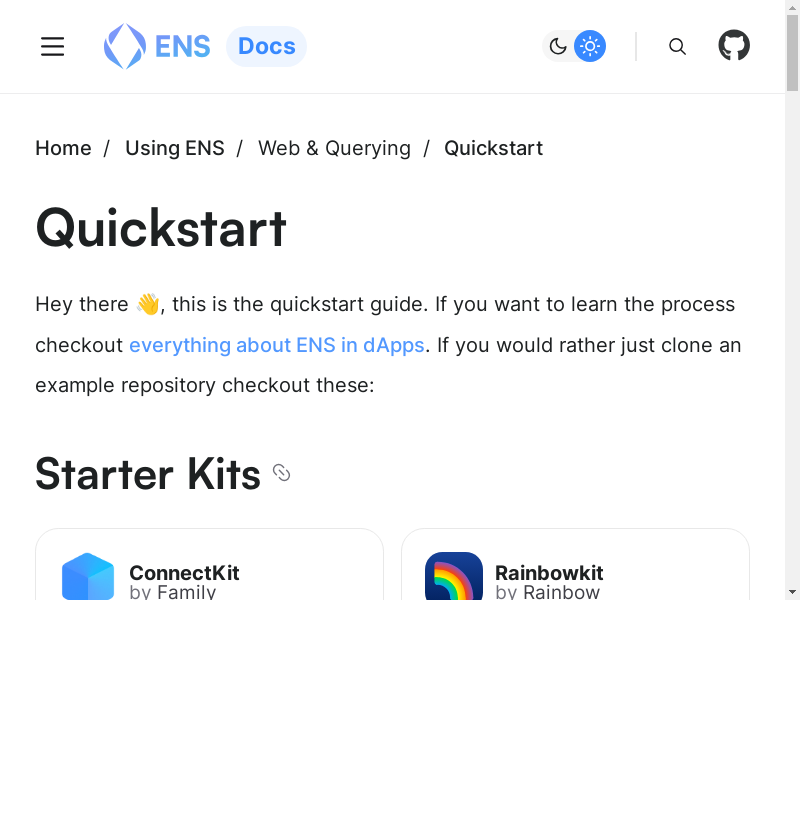 ENS Docs
Home / Using ENS / Web & Querying / Quickstart
Quickstart
Hey there 👋, this is the quickstart guide. If you want to learn the process
checkout everything about ENS in dApps. If you would rather just clone an
example repository checkout these:
Starter Kits
ConnectKit
by Family
Rainbowkit
by Rainbow